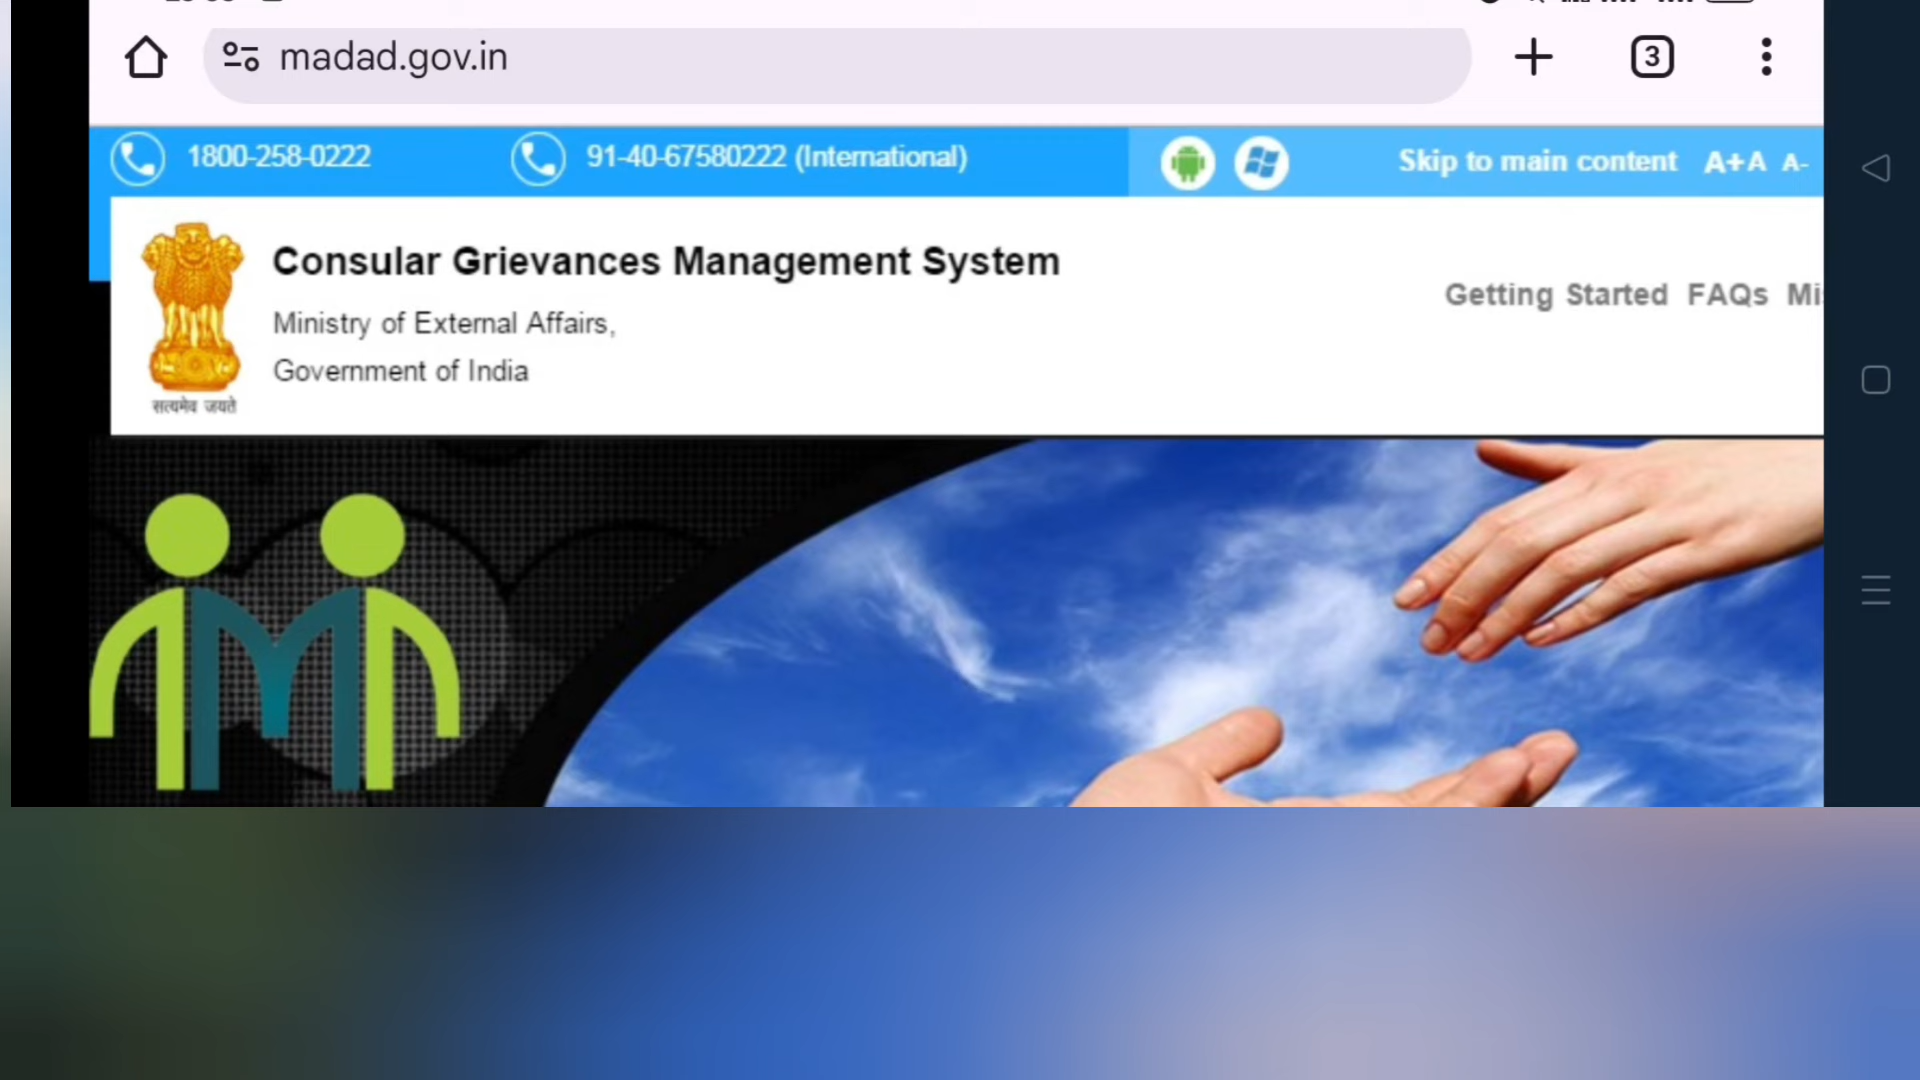 madad.gov.in
3
1800-258-0222
91-40-67580222 (International)
Skip to main content A+A A-
Consular Grievances Management System
Ministry of External Affairs,
Government of India
Getting Started FAQs
सत्यमेव जयते